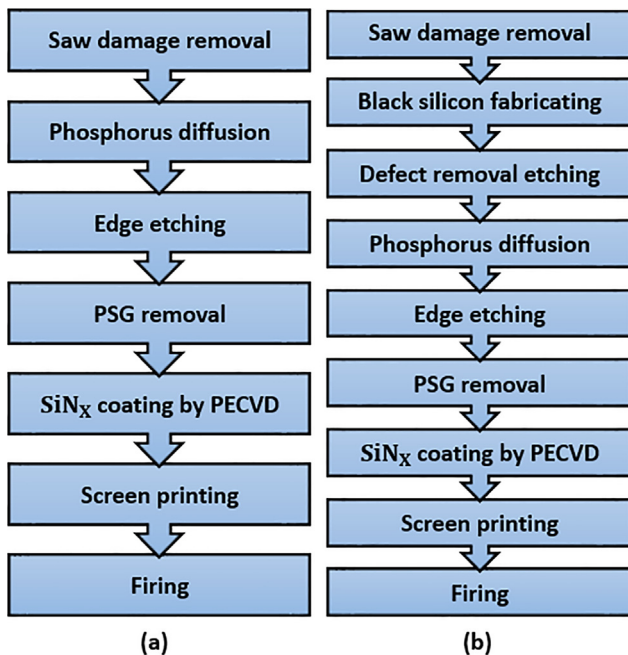 Saw damage removal
Phosphorus diffusion
Edge etching
PSG removal
SiNX coating by PECVD
Screen printing
Firing
(a)
Saw damage removal
Black silicon fabricating
Defect removal etching
Phosphorus diffusion
Edge etching
PSG removal
SiNX coating by PECVD
Screen printing
Firing
(b)